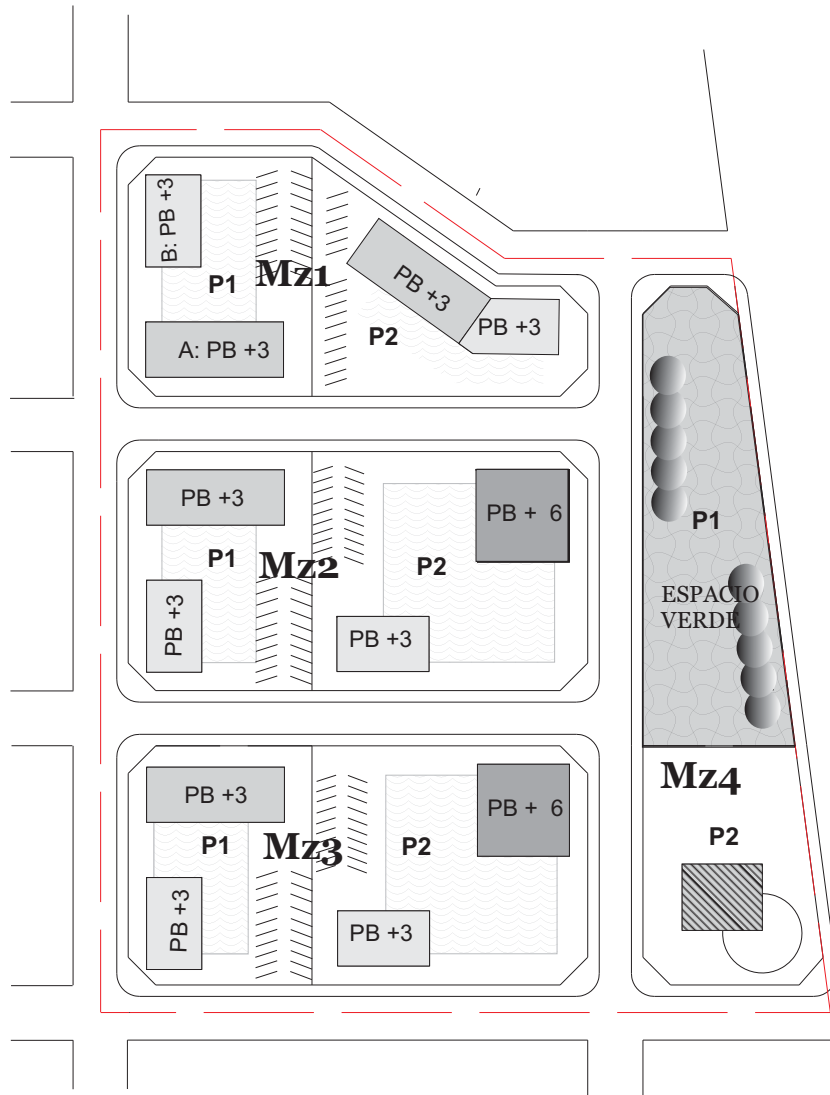 B: PB +3
P1
Mz1
A: PB +3
PB +3
PB +3
P2
PB +3
P1
Mz2
PB +3
PB + 6
P2
PB +3
P1
ESPACIO
VERDE
PB +3
P1
Mz3
PB +3
PB + 6
P2
PB +3
Mz4
P2